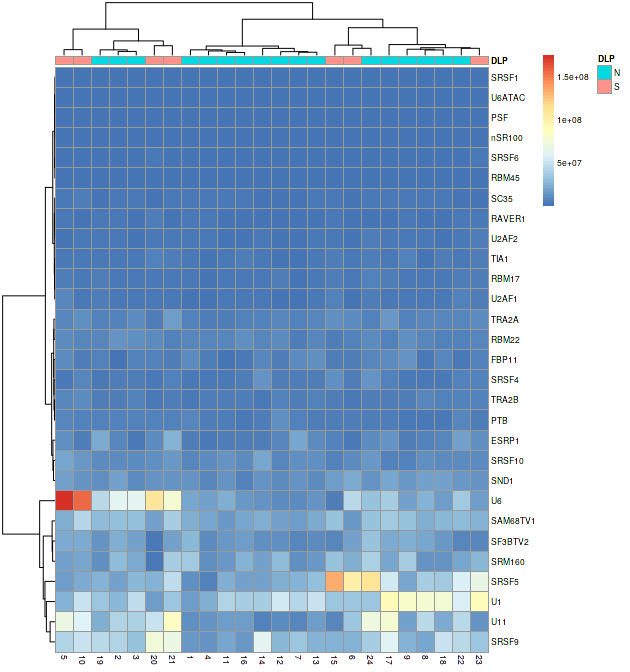 DLP
SRSF1
U6ATAC
PSF
nSR100
SRSF6
RBM45
SC35
RAVER1
U2AF2
TIA1
RBM17
U2AF1
TRA2A
RBM22
FBP11
SRSF4
TRA2B
PTB
ESRP1
SRSF10
SND1
U6
SAM68TV1
SF3BTV2
SRM160
SRSF5
U1
U11
SRSF9
5 10 19 2 3 20 21 1 4 11 16 14 12 7 13 15 6 24 17 9 8 18 22 23
1.5e+08
1e+08
5e+07
DLP
N
S